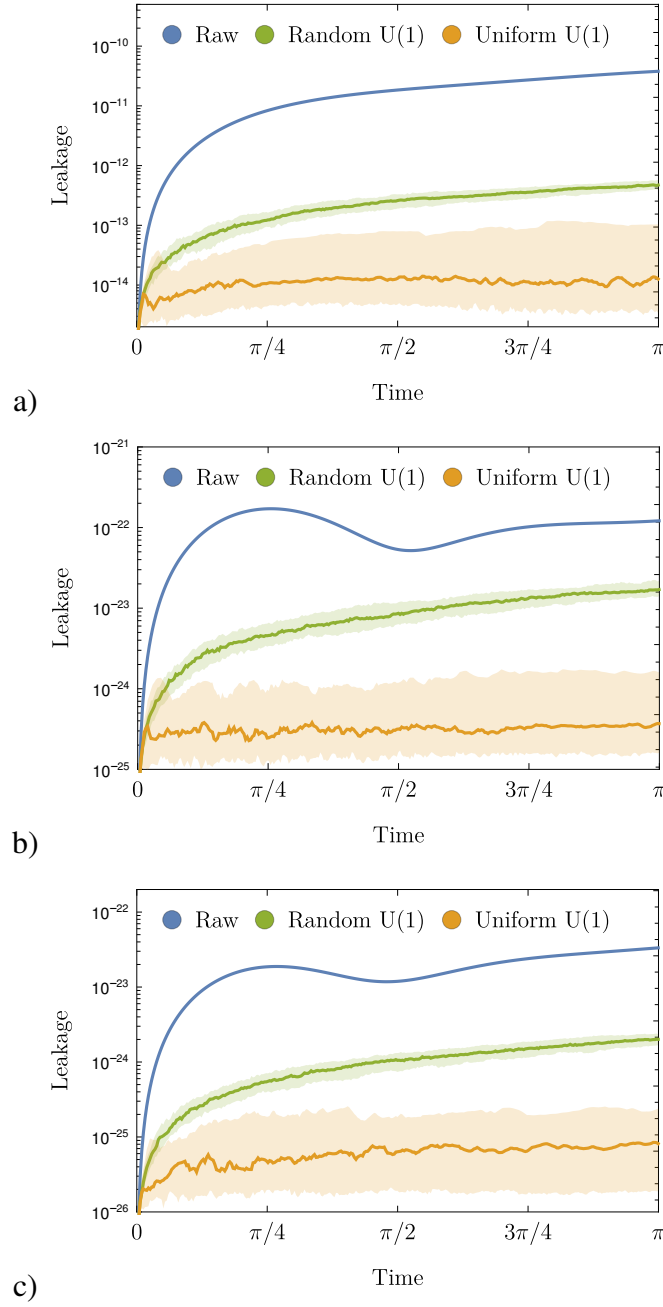 Raw Random U(1) Uniform U(1)
Leakage
10⁻¹⁰
10⁻¹¹
10⁻¹²
10⁻¹³
10⁻¹⁴
0 π/4 π/2 3π/4 π
Time
a)
Raw Random U(1) Uniform U(1)
Leakage
10⁻²¹
10⁻²²
10⁻²³
10⁻²⁴
10⁻²⁵
0 π/4 π/2 3π/4 π
Time
b)
Raw Random U(1) Uniform U(1)
Leakage
10⁻²²
10⁻²³
10⁻²⁴
10⁻²⁵
10⁻²⁶
0 π/4 π/2 3π/4 π
Time
c)